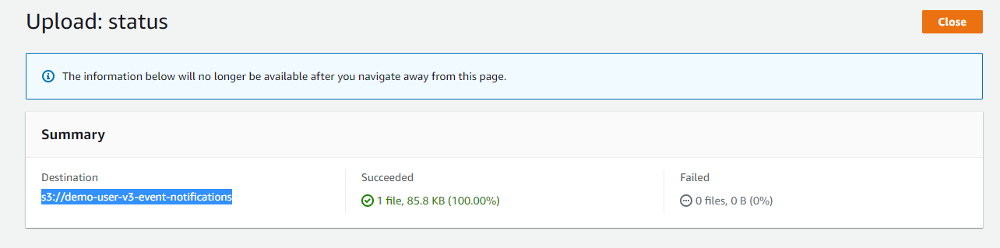 Upload: status
Close
The information below will no longer be available after you navigate away from this page.
Summary
Destination
s3://demo-user-v3-event-notifications
Succeeded
1 file, 85.8 KB (100.00%)
Failed
0 files, 0 B (0%)